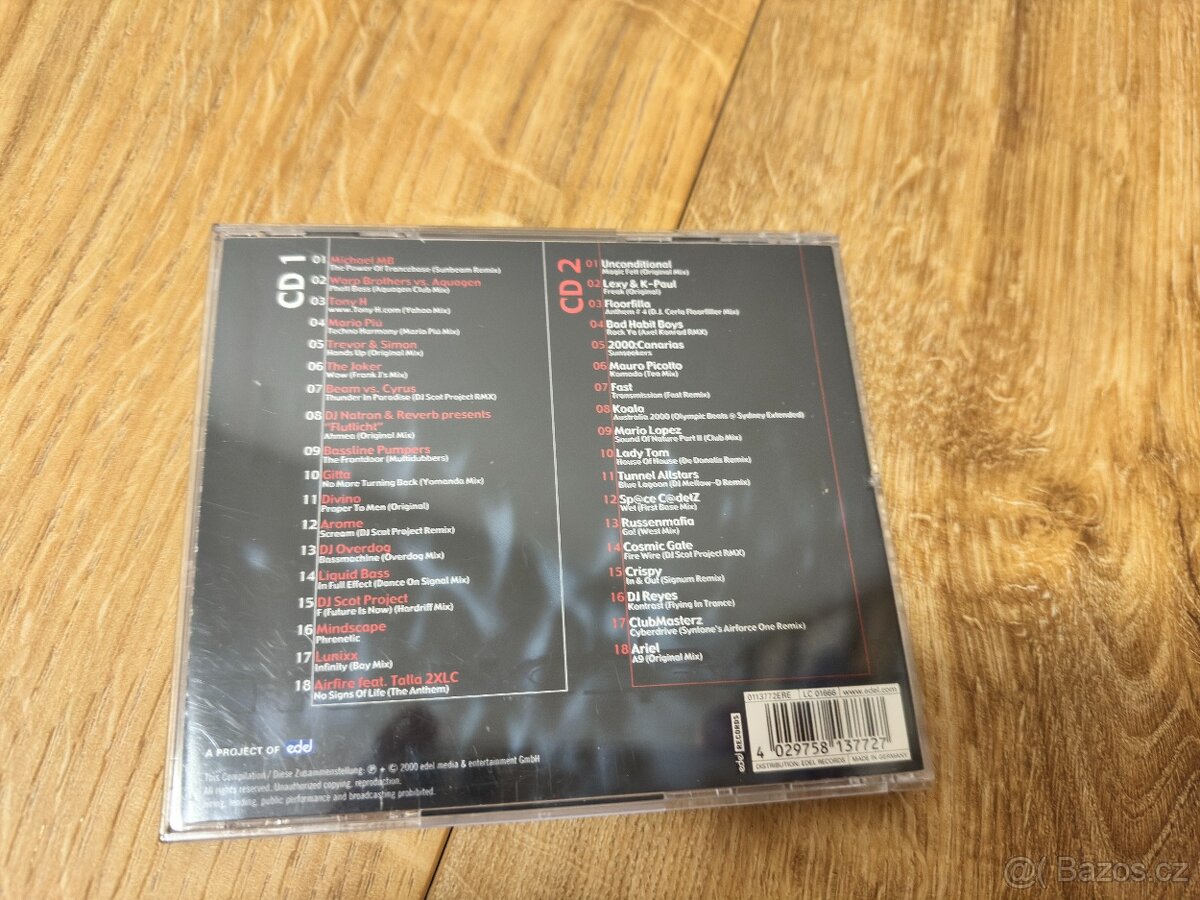 CD 1
01 Michael MB
The Power Of Trancebase (Sunbeam Remix)
02 Warp Brothers vs. Aquagen
Phatt Bass (Aquagen Club Mix)
03 Tony H
www.Tony H.com (Yahoo Mix)
04 Mario Piú
Techno Harmony (Mario Piú Mix)
05 Trevor & Simon
Hands Up (Original Mix)
06 The Joker
Wow (Frank J's Mix)
07 Beam vs. Cyrus
Thunder In Paradise (DJ Scot Project RMX)
08 DJ Natron & Reverb presents
"Flutlicht"
Ahmea (Original Mix)
09 Bassline Pumpers
The Frontdoor (Multidubbers)
10 Gitta
No More Turning Back (Yomanda Mix)
11 Divino
Proper To Men (Original)
12 Arome
Scream (DJ Scot Project Remix)
13 DJ Overdog
Bassmachine (Overdog Mix)
14 Liquid Bass
In Full Effect (Dance On Signal Mix)
15 DJ Scot Project
F (Future Is Now) (Hardriff Mix)
16 Mindscape
Phrenetic
17 Lunixx
Infinity (Bay Mix)
18 Airfire feat. Talla 2XLC
No Signs Of Life (The Anthem)
CD 2
01 Unconditional
Magic Felt (Original Mix)
02 Lexy & K-Paul
Freak (Original)
03 Floorfilla
Anthem # 4 (D.J. Cerla Floorfiller Mix)
04 Bad Habit Boys
Rock Ya (Axel Konrad RMX)
05 2000:Canarias
Sunseekers
06 Mauro Picotto
Komodo (Tea Mix)
07 Fast
Transmission (Fast Remix)
08 Koala
Australia 2000 (Olympic Beats @ Sydney Extended)
09 Mario Lopez
Sound Of Nature Part II (Club Mix)
10 Lady Tom
House Of House (De Donatis Remix)
11 Tunnel Allstars
Blue Lagoon (DJ Mellow-D Remix)
12 Sp@ce C@detZ
Wet (First Base Mix)
13 Russenmafia
Go! (West Mix)
14 Cosmic Gate
Fire Wire (DJ Scot Project RMX)
15 Crispy
In & Out (Signum Remix)
16 DJ Reyes
Kontrast (Flying In Trance)
17 ClubMasterz
Cyberdrive (Syntone's Airforce One Remix)
18 Ariel
A9 (Original Mix)
A PROJECT OF edel
This Compilation / Diese Zusammenstellung: ℗ + © 2000 edel media & entertainment GmbH
All rights reserved. Unauthorized copying, reproduction,
hiring, lending, public performance and broadcasting prohibited.
edel RECORDS
0113772ERE LC 01666 www.edel.com
4 029758 137727
DISTRIBUTION: EDEL RECORDS MADE IN GERMANY
Bazos.cz